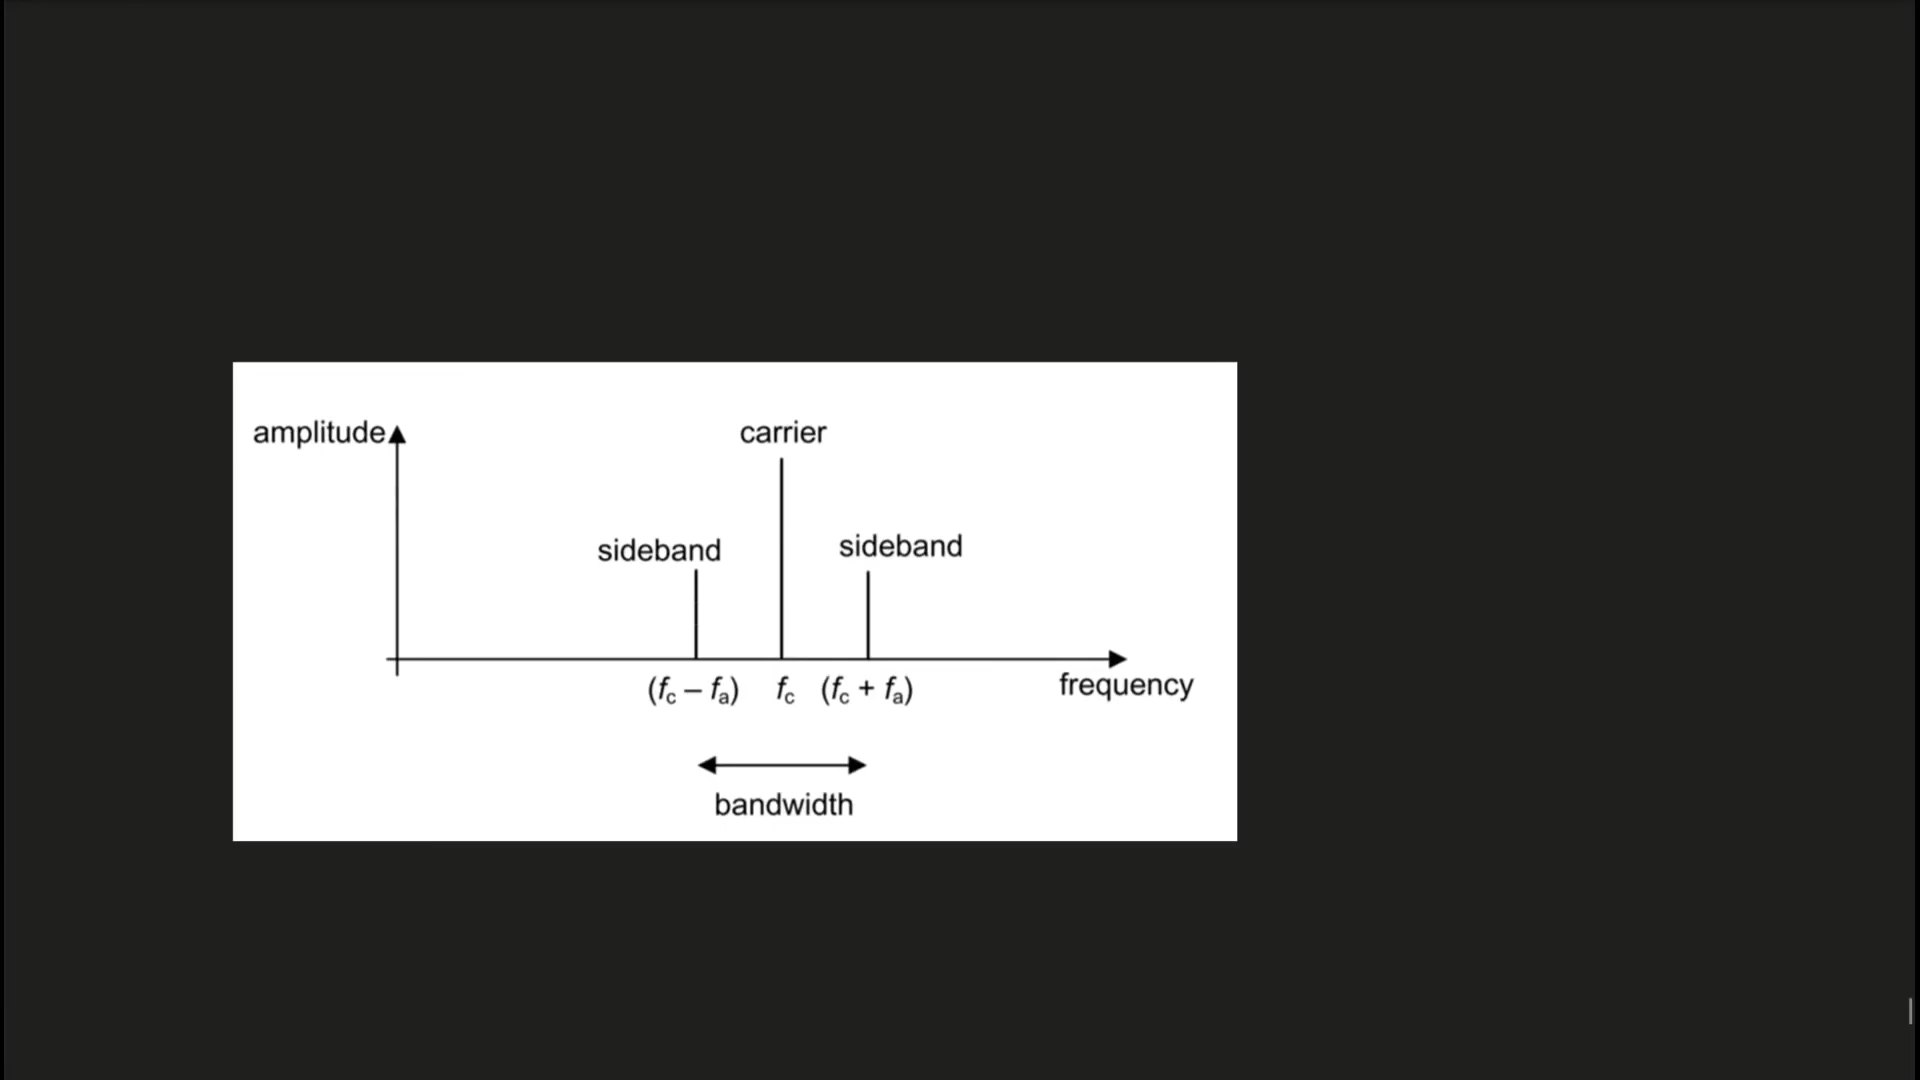 amplitude
carrier
sideband
sideband
(fc – fa) fc (fc + fa)
frequency
bandwidth